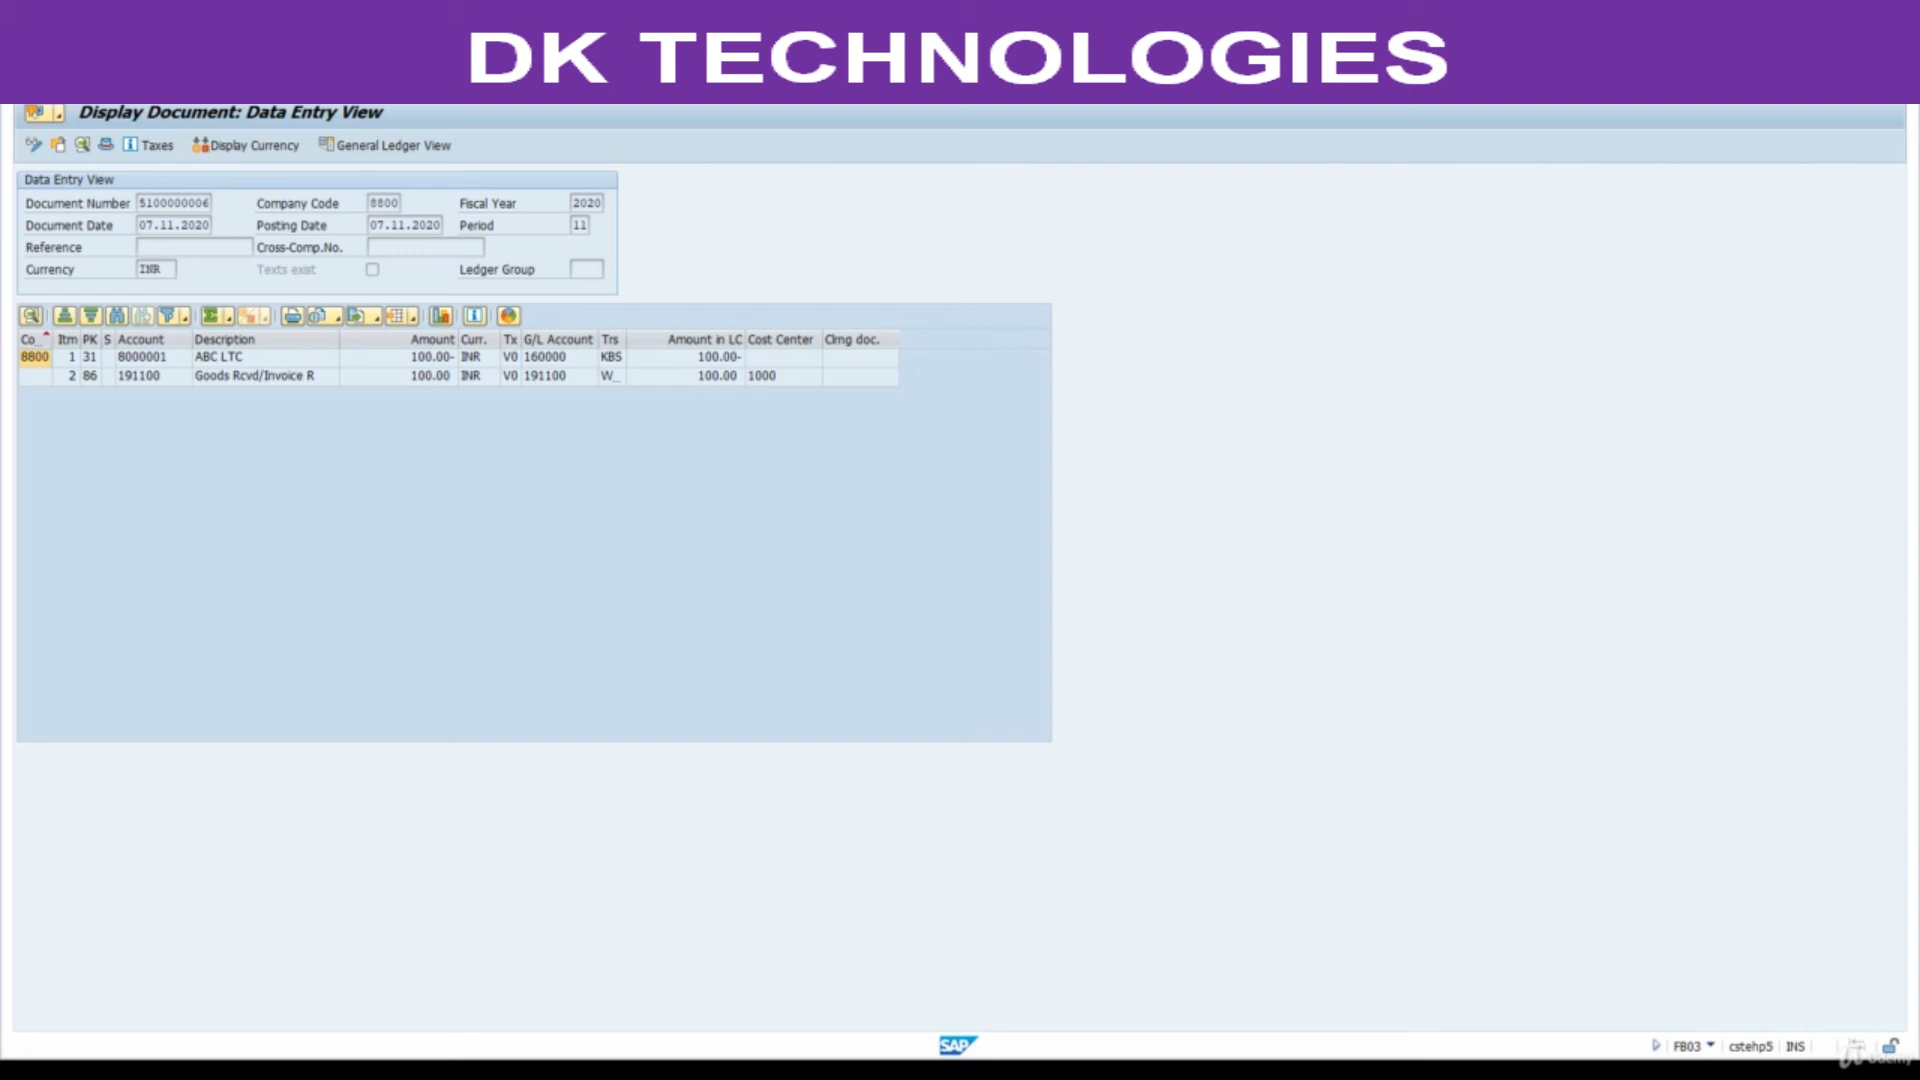 DK TECHNOLOGIES
Display Document: Data Entry View
Taxes Display Currency General Ledger View
Data Entry View
Document Number 5100000006 Company Code 8800 Fiscal Year 2020
Document Date 07.11.2020 Posting Date 07.11.2020 Period 11
Reference Cross-Comp.No.
Currency INR Texts exist Ledger Group
Co... Itm PK S Account Description Amount Curr. Tx G/L Account Trs Amount in LC Cost Center Clrng doc.
8800 1 31 8000001 ABC LTC 100.00- INR V0 160000 KBS 100.00-
2 86 191100 Goods Rcvd/Invoice R 100.00 INR V0 191100 W... 100.00 1000
SAP FB03 cstehp5 INS
Udemy